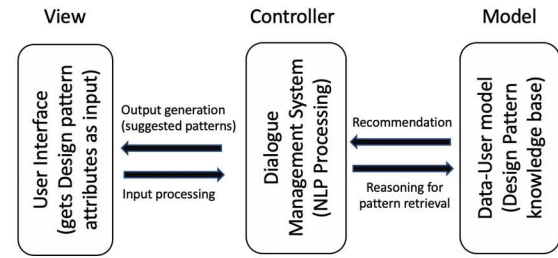 View
Controller
Model
User Interface
(gets Design pattern
attributes as input)
Output generation
(suggested patterns)
Input processing
Dialogue
Management System
(NLP Processing)
Recommendation
Reasoning for
pattern retrieval
Data-User model
(Design Pattern
knowledge base)